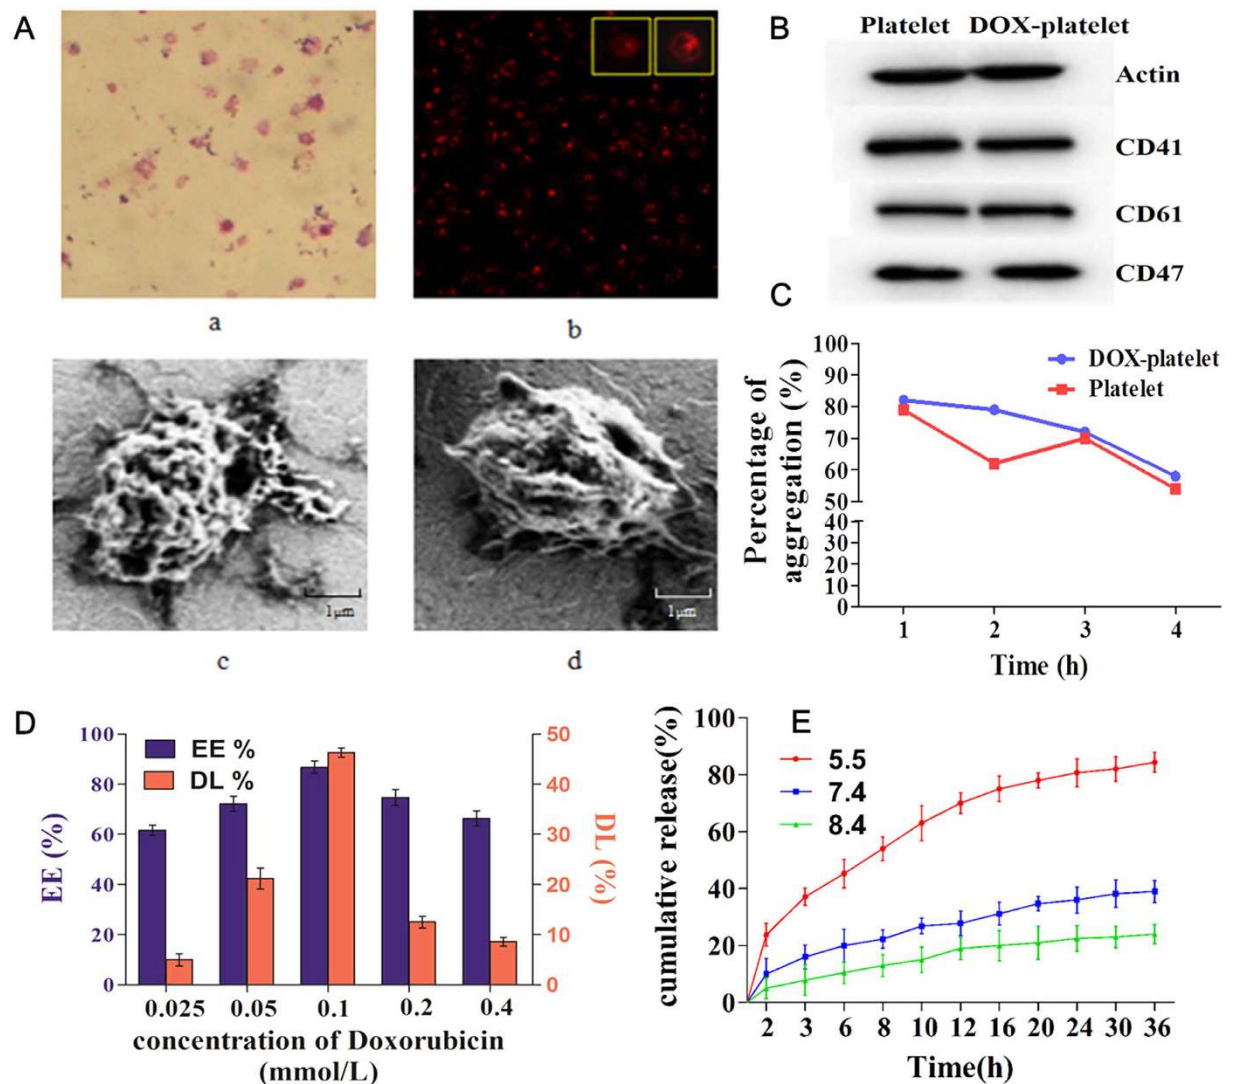 A
a
b
1μm
c
1μm
d
B
Platelet DOX-platelet
Actin
CD41
CD61
CD47
C
Percentage of
aggregation (%)
100
90
80
70
60
50
40
30
20
10
0
DOX-platelet
Platelet
1 2 3 4
Time (h)
D
EE (%)
100
80
60
40
20
0
EE %
DL %
50
40
30
20
10
0
DL (%)
0.025 0.05 0.1 0.2 0.4
concentration of Doxorubicin
(mmol/L)
E
cumulative release(%)
100
80
60
40
20
0
5.5
7.4
8.4
2 3 6 8 10 12 16 20 24 30 36
Time(h)